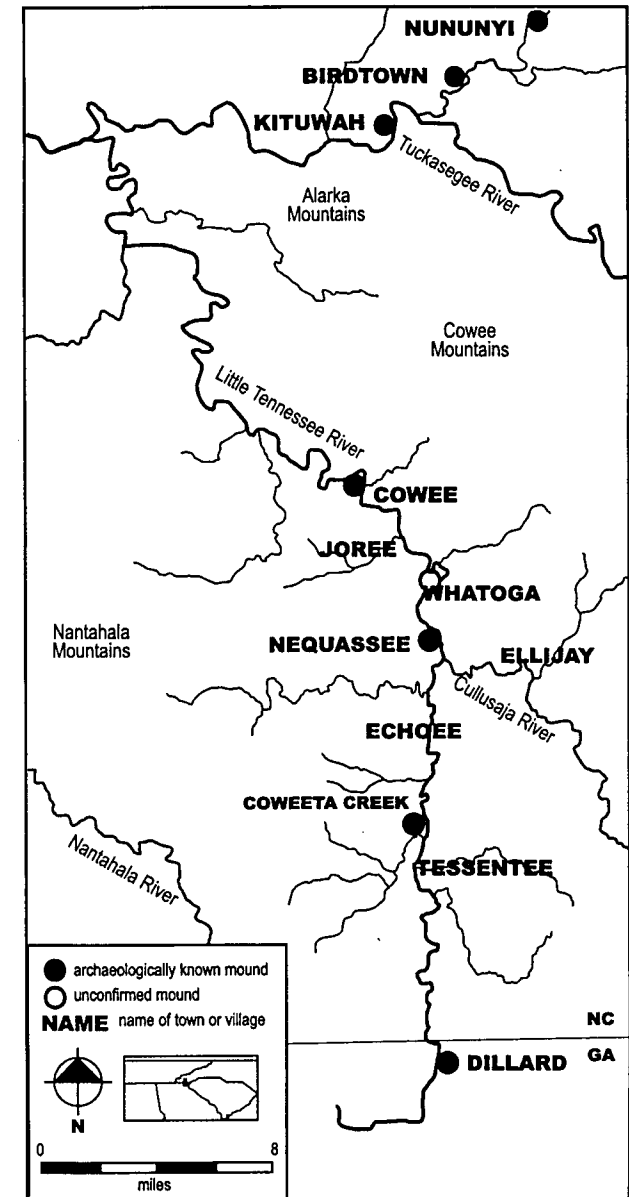 NUNUNYI
BIRDTOWN
KITUWAH
Tuckasegee River
Alarka
Mountains
Cowee
Mountains
Little Tennessee River
COWEE
JOREE
WHATOGA
Nantahala
Mountains
NEQUASSEE
ELLIJAY
Cullusaja River
ECHOEE
COWEETA CREEK
Nantahala River
TESSENTEE
archaeologically known mound
unconfirmed mound
NAME name of town or village
NC
GA
DILLARD
N
0 8
miles